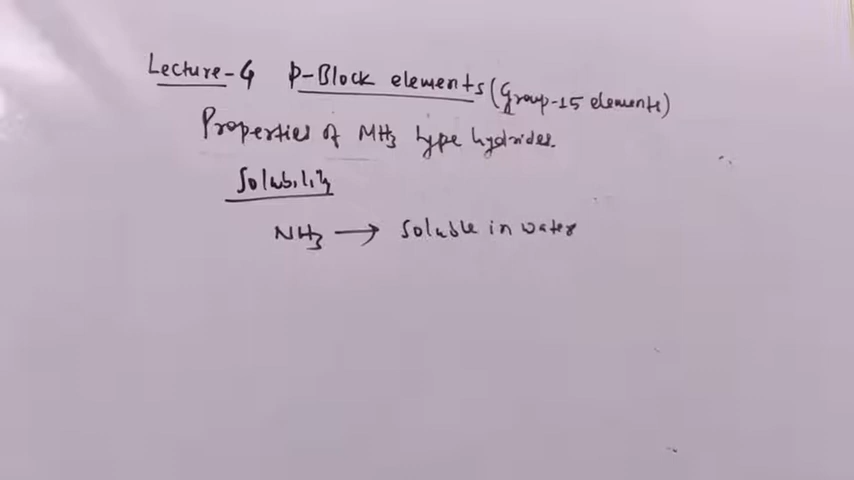 Lecture-4 p-Block elements (Group-15 elements)
Properties of MH3 type hydrides.
Solubility
NH3 → Soluble in water